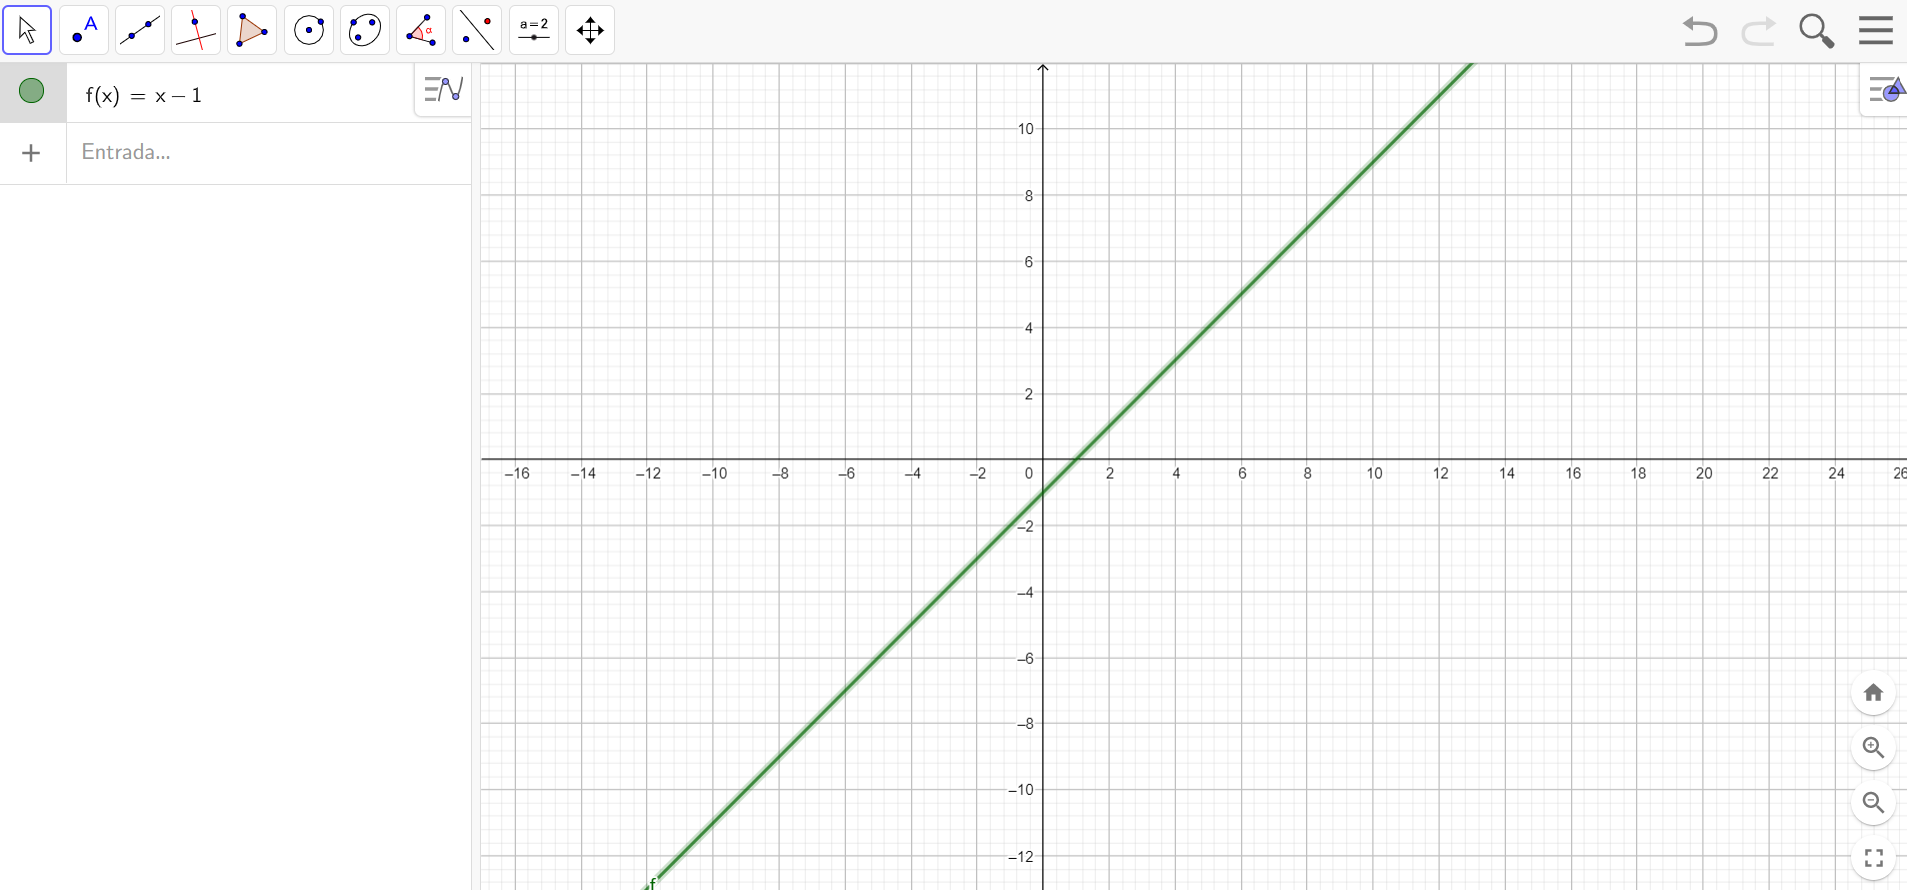 A
α
a=2
f(x) = x – 1
+ Entrada...
10
8
6
4
2
–16 –14 –12 –10 –8 –6 –4 –2 0 2 4 6 8 10 12 14 16 18 20 22 24 26
–2
–4
–6
–8
–10
–12
f